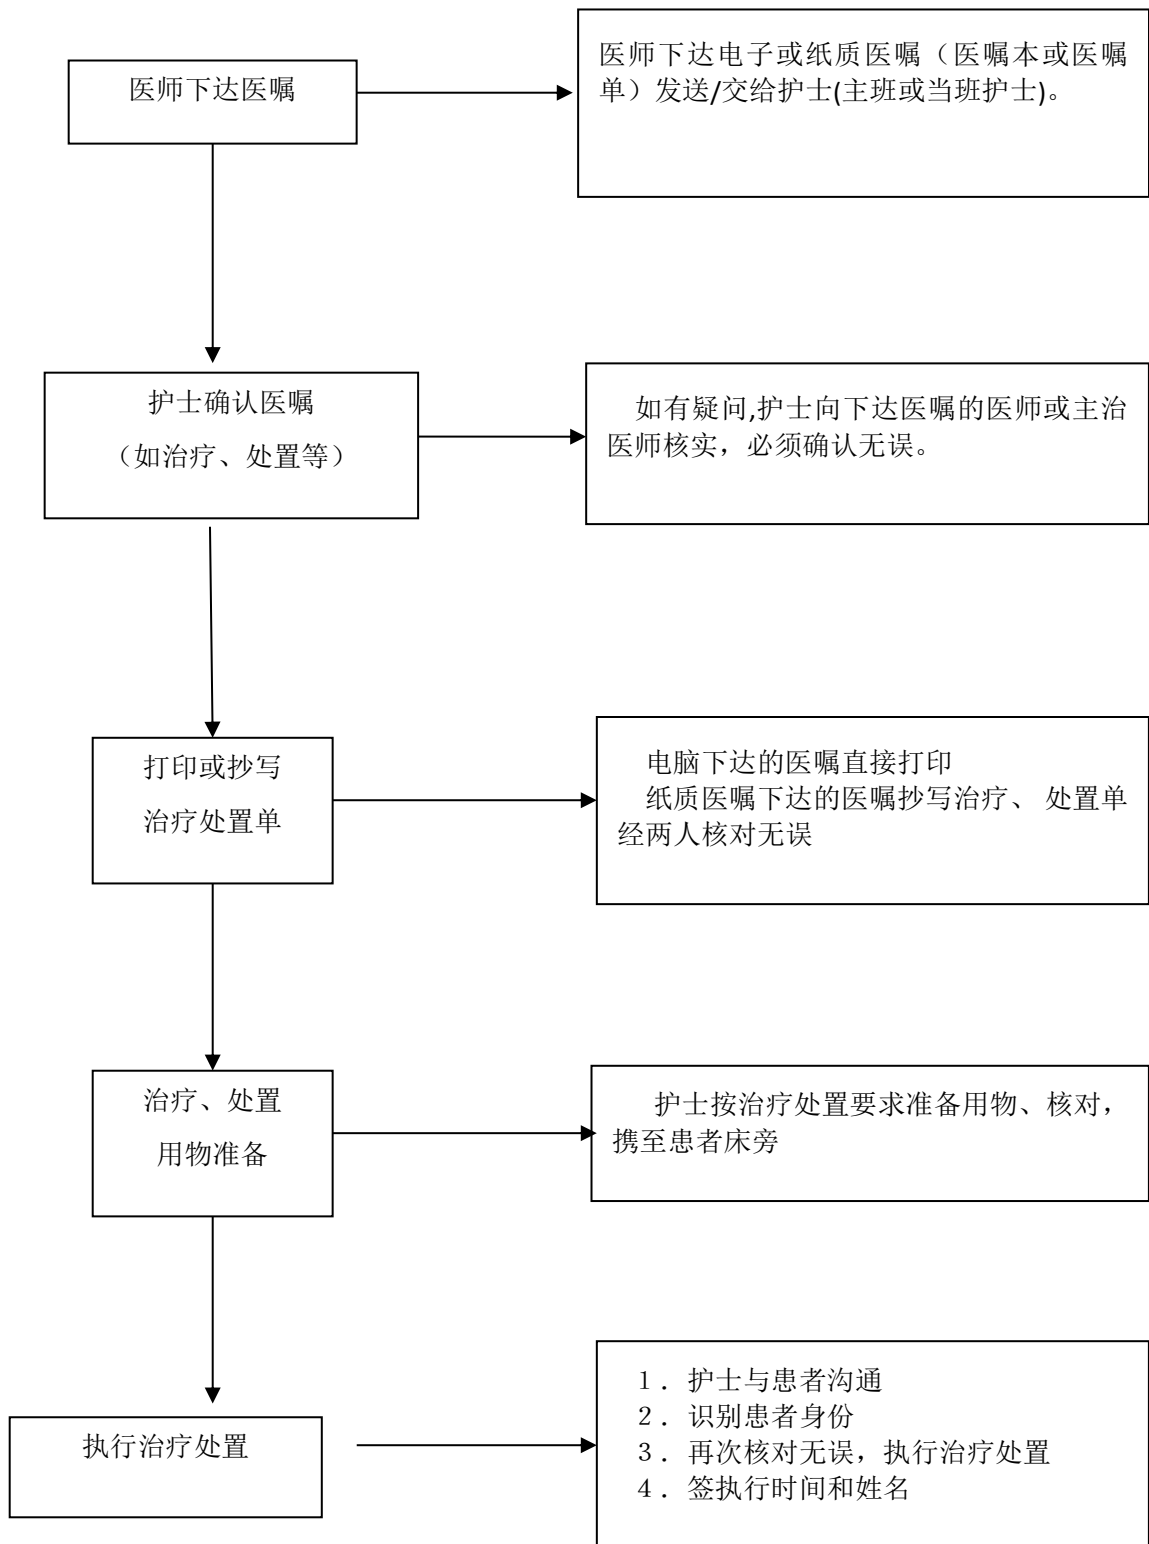 医师下达医嘱
医师下达电子或纸质医嘱（医嘱本或医嘱
单）发送/交给护士(主班或当班护士)。
护士确认医嘱
（如治疗、处置等）
如有疑问,护士向下达医嘱的医师或主治
医师核实，必须确认无误。
打印或抄写
治疗处置单
电脑下达的医嘱直接打印
纸质医嘱下达的医嘱抄写治疗、 处置单
经两人核对无误
治疗、处置
用物准备
护士按治疗处置要求准备用物、核对，
携至患者床旁
执行治疗处置
１．护士与患者沟通
２．识别患者身份
３．再次核对无误，执行治疗处置
４．签执行时间和姓名